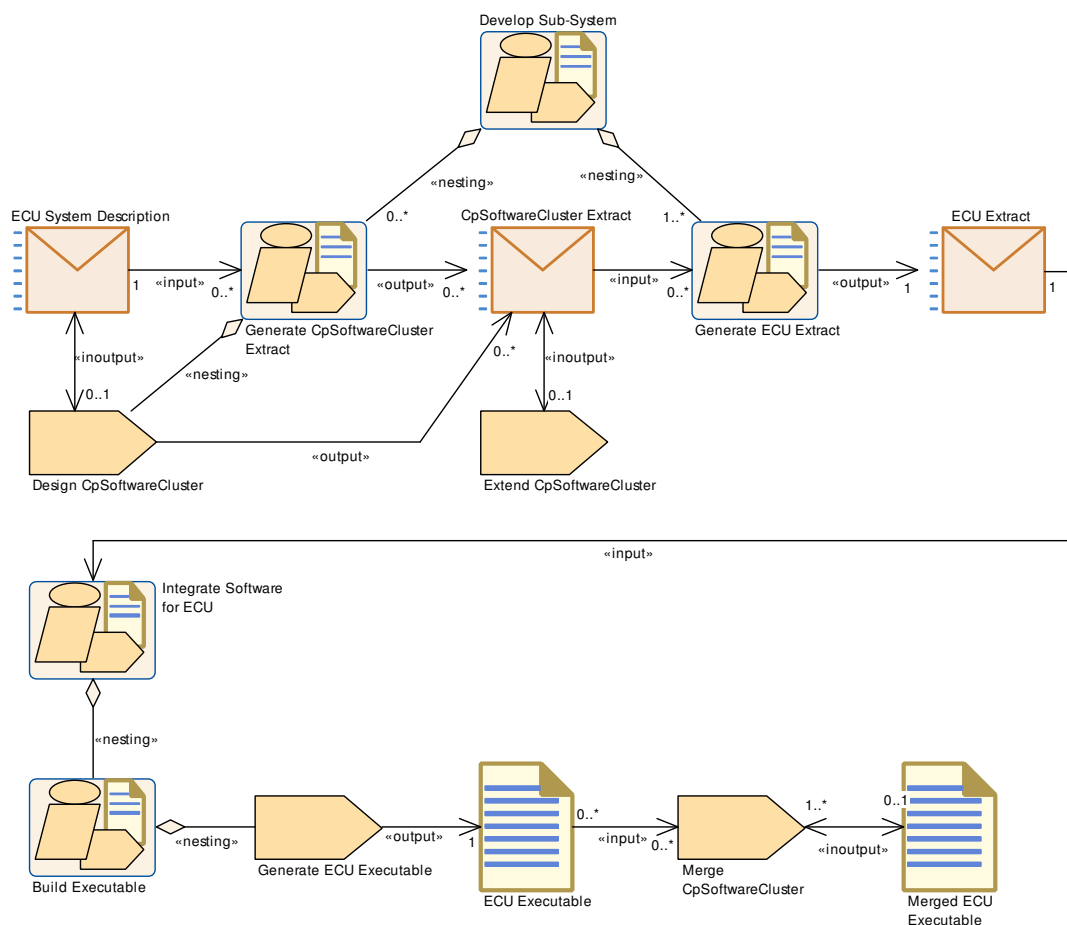 Develop Sub-System
«nesting»
«nesting»
0..*
1..*
ECU System Description
CpSoftwareCluster Extract
ECU Extract
1
«input»
0..*
«output»
0..*
«input»
0..*
«output»
1
1
Generate CpSoftwareCluster
Extract
Generate ECU Extract
«inoutput»
«nesting»
0..*
«inoutput»
0..1
0..1
«output»
Design CpSoftwareCluster
Extend CpSoftwareCluster
«input»
Integrate Software
for ECU
«nesting»
«nesting»
«output»
1
0..*
«input»
0..*
1..*
0..1
«inoutput»
Build Executable
Generate ECU Executable
ECU Executable
Merge
CpSoftwareCluster
Merged ECU
Executable